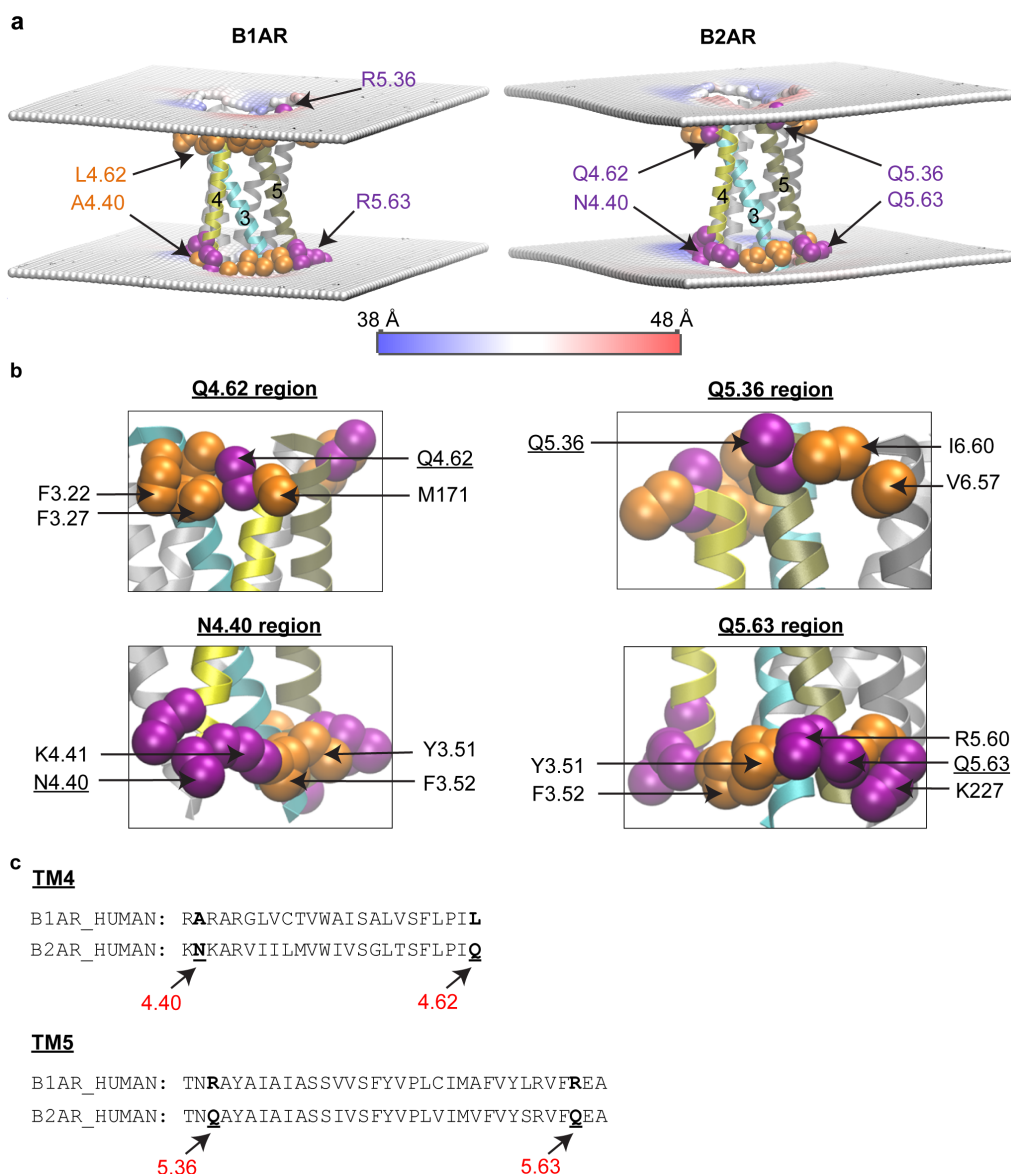 a
B1AR
B2AR
R5.36
L4.62
A4.40
R5.63
4
3
5
Q4.62
N4.40
Q5.36
Q5.63
4
3
5
38 Å
48 Å
b
Q4.62 region
Q5.36 region
F3.22
F3.27
Q4.62
M171
Q5.36
I6.60
V6.57
N4.40 region
Q5.63 region
K4.41
N4.40
Y3.51
F3.52
Y3.51
F3.52
R5.60
Q5.63
K227
c
TM4
B1AR_HUMAN: RARARGLVCTVWAISALVSFLPIL
B2AR_HUMAN: KNKARVIILMVWIVSGLTSFLPIQ
4.40
4.62
TM5
B1AR_HUMAN: TNRAYAIAIASSVVSFYVPLCIMAFVYLRVFREA
B2AR_HUMAN: TNQAYAIAIASSIVSFYVPLVIMVFVYSRVFQEA
5.36
5.63